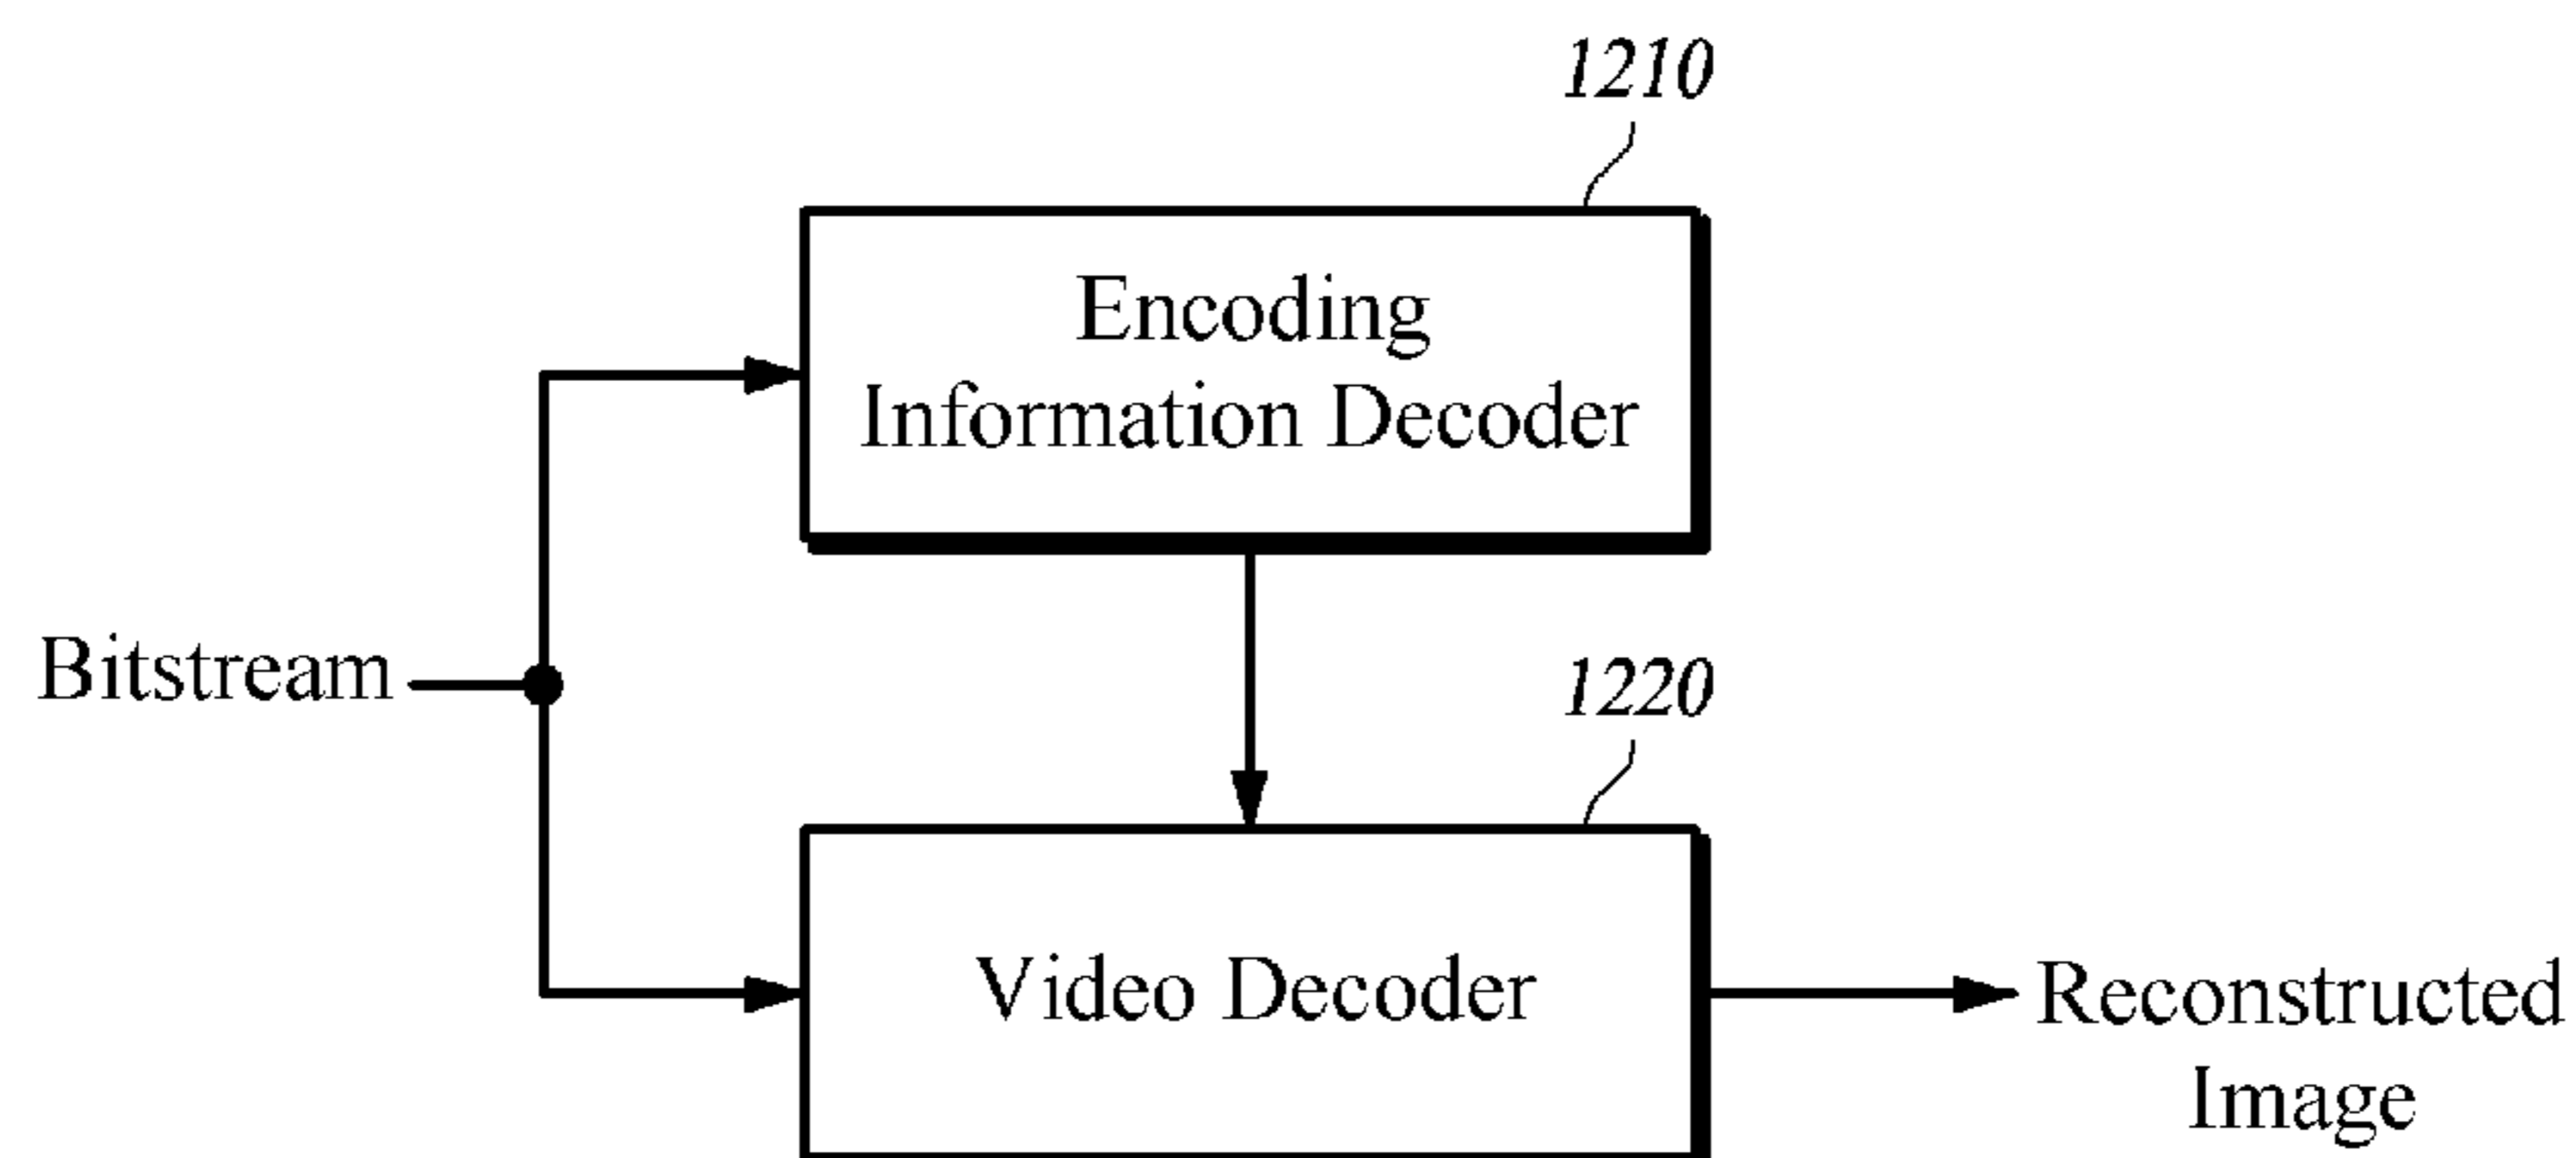 1210
Encoding
Information Decoder
Bitstream
1220
Video Decoder
Reconstructed
Image